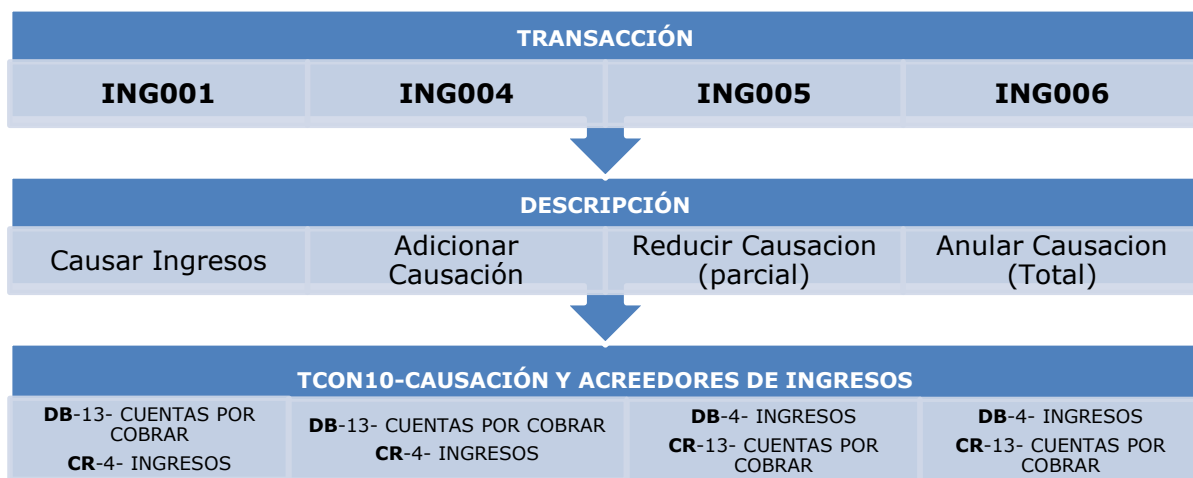 TRANSACCIÓN
ING001 ING004 ING005 ING006
DESCRIPCIÓN
Causar Ingresos
Adicionar
Causación
Reducir Causacion
(parcial)
Anular Causacion
(Total)
TCON10-CAUSACIÓN Y ACREEDORES DE INGRESOS
DB-13- CUENTAS POR
COBRAR
CR-4- INGRESOS
DB-13- CUENTAS POR COBRAR
CR-4- INGRESOS
DB-4- INGRESOS
CR-13- CUENTAS POR
COBRAR
DB-4- INGRESOS
CR-13- CUENTAS POR
COBRAR